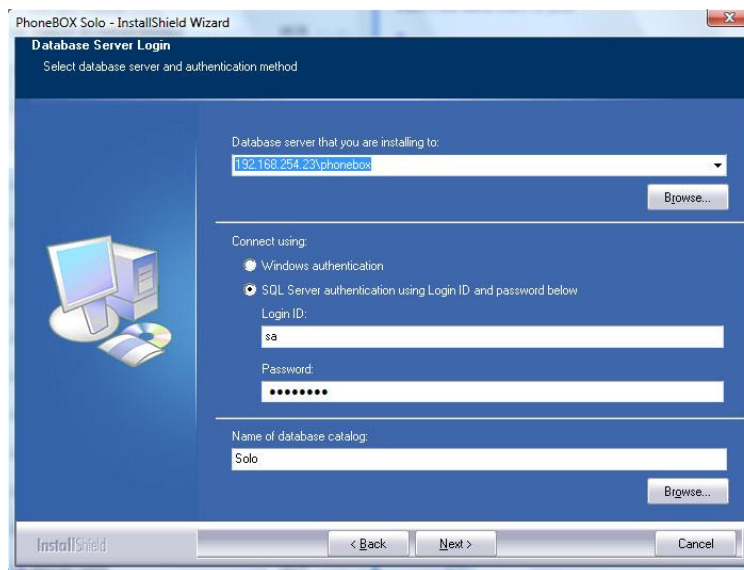 PhoneBOX Solo - InstallShield Wizard
Database Server Login
Select database server and authentication method
Database server that you are installing to:
192.168.254.23\phonebox
Browse...
Connect using:
Windows authentication
SQL Server authentication using Login ID and password below
Login ID:
sa
Password:
••••••••
Name of database catalog:
Solo
Browse...
InstallShield
< Back
Next >
Cancel